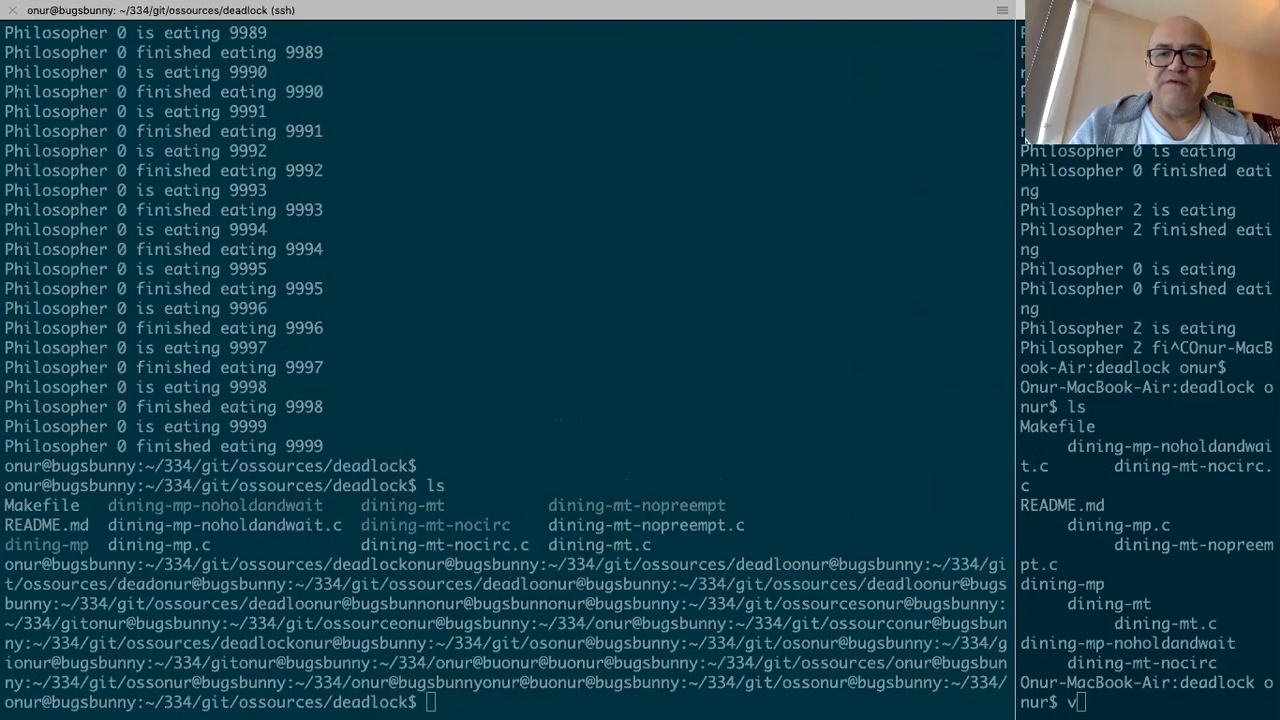 onur@bugsbunny: ~/334/git/ossources/deadlock (ssh)
Philosopher 0 is eating 9989
Philosopher 0 finished eating 9989
Philosopher 0 is eating 9990
Philosopher 0 finished eating 9990
Philosopher 0 is eating 9991
Philosopher 0 finished eating 9991
Philosopher 0 is eating 9992
Philosopher 0 finished eating 9992
Philosopher 0 is eating 9993
Philosopher 0 finished eating 9993
Philosopher 0 is eating 9994
Philosopher 0 finished eating 9994
Philosopher 0 is eating 9995
Philosopher 0 finished eating 9995
Philosopher 0 is eating 9996
Philosopher 0 finished eating 9996
Philosopher 0 is eating 9997
Philosopher 0 finished eating 9997
Philosopher 0 is eating 9998
Philosopher 0 finished eating 9998
Philosopher 0 is eating 9999
Philosopher 0 finished eating 9999
onur@bugsbunny:~/334/git/ossources/deadlock$
onur@bugsbunny:~/334/git/ossources/deadlock$ ls
Makefile dining-mp-noholdandwait dining-mt dining-mt-nopreempt
README.md dining-mp-noholdandwait.c dining-mt-nocirc dining-mt-nopreempt.c
dining-mp dining-mp.c dining-mt-nocirc.c dining-mt.c
onur@bugsbunny:~/334/git/ossources/deadlockonur@bugsbunny:~/334/git/ossources/deadloonur@bugsbunny:~/334/gi
t/ossources/deadonur@bugsbunny:~/334/git/ossources/deadloonur@bugsbunny:~/334/git/ossources/deadloonur@bugs
bunny:~/334/git/ossources/deadloonur@bugsbunnonur@bugsbunnonur@bugsbunny:~/334/git/ossourcesonur@bugsbunny:
~/334/gitonur@bugsbunny:~/334/git/ossourceonur@bugsbunny:~/334/onur@bugsbunny:~/334/git/ossourconur@bugsbun
ny:~/334/git/ossources/deadlockonur@bugsbunny:~/334/git/osonur@bugsbunny:~/334/git/osonur@bugsbunny:~/334/g
ionur@bugsbunny:~/334/gitonur@bugsbunny:~/334/onur@buonur@buonur@bugsbunny:~/334/git/ossources/onur@bugsbun
ny:~/334/git/ossources/onur@bugsbunny:~/334/onur@bugsbunnyonur@buonur@bugsbunny:~/334/onur@bugsbunny:~/334/
onur@bugsbunny:~/334/git/ossources/deadlock$
Philosopher 0 is eating
Philosopher 0 finished eati
ng
Philosopher 2 is eating
Philosopher 2 finished eati
ng
Philosopher 0 is eating
Philosopher 0 finished eati
ng
Philosopher 2 is eating
Philosopher 2 fi^COnur-MacB
ook-Air:deadlock onur$
Onur-MacBook-Air:deadlock o
nur$ ls
Makefile
dining-mp-noholdandwai
t.c dining-mt-nocirc.
c
README.md
dining-mp.c
dining-mt-nopreem
pt.c
dining-mp
dining-mt
dining-mt.c
dining-mp-noholdandwait
dining-mt-nocirc
Onur-MacBook-Air:deadlock o
nur$ v